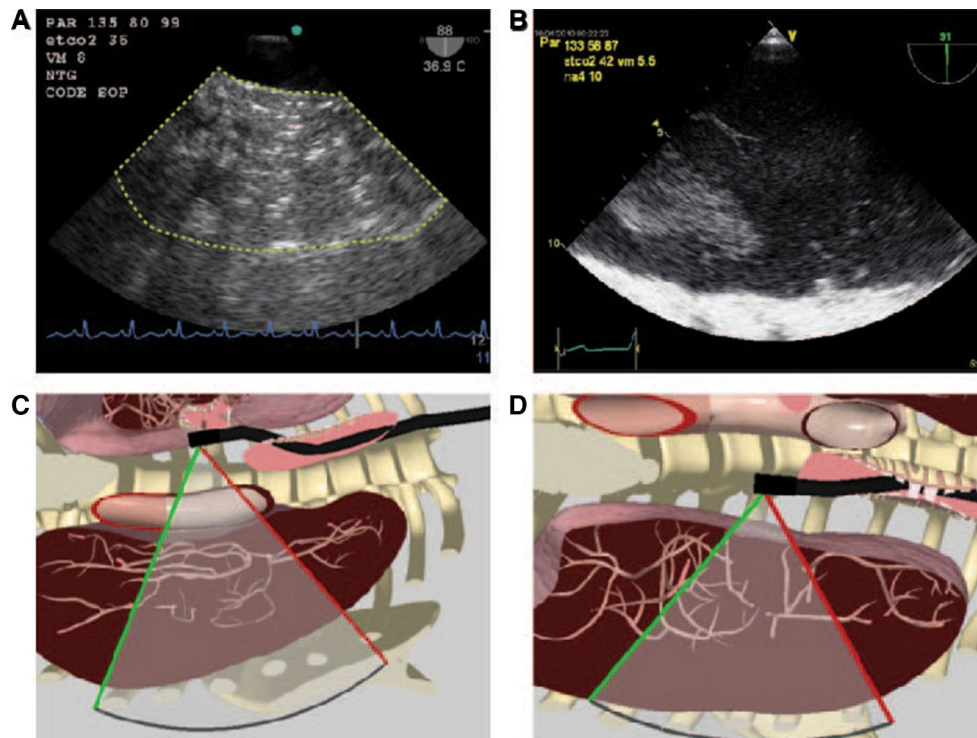 A
PAR 135 80 99
etco2 36
VM 8
NTG
CODE SOP
88
36.9 C
12
11
B
Par 133 58 87
etco2 42 vm 5.5
na4 10
V
91
5
10
C
D